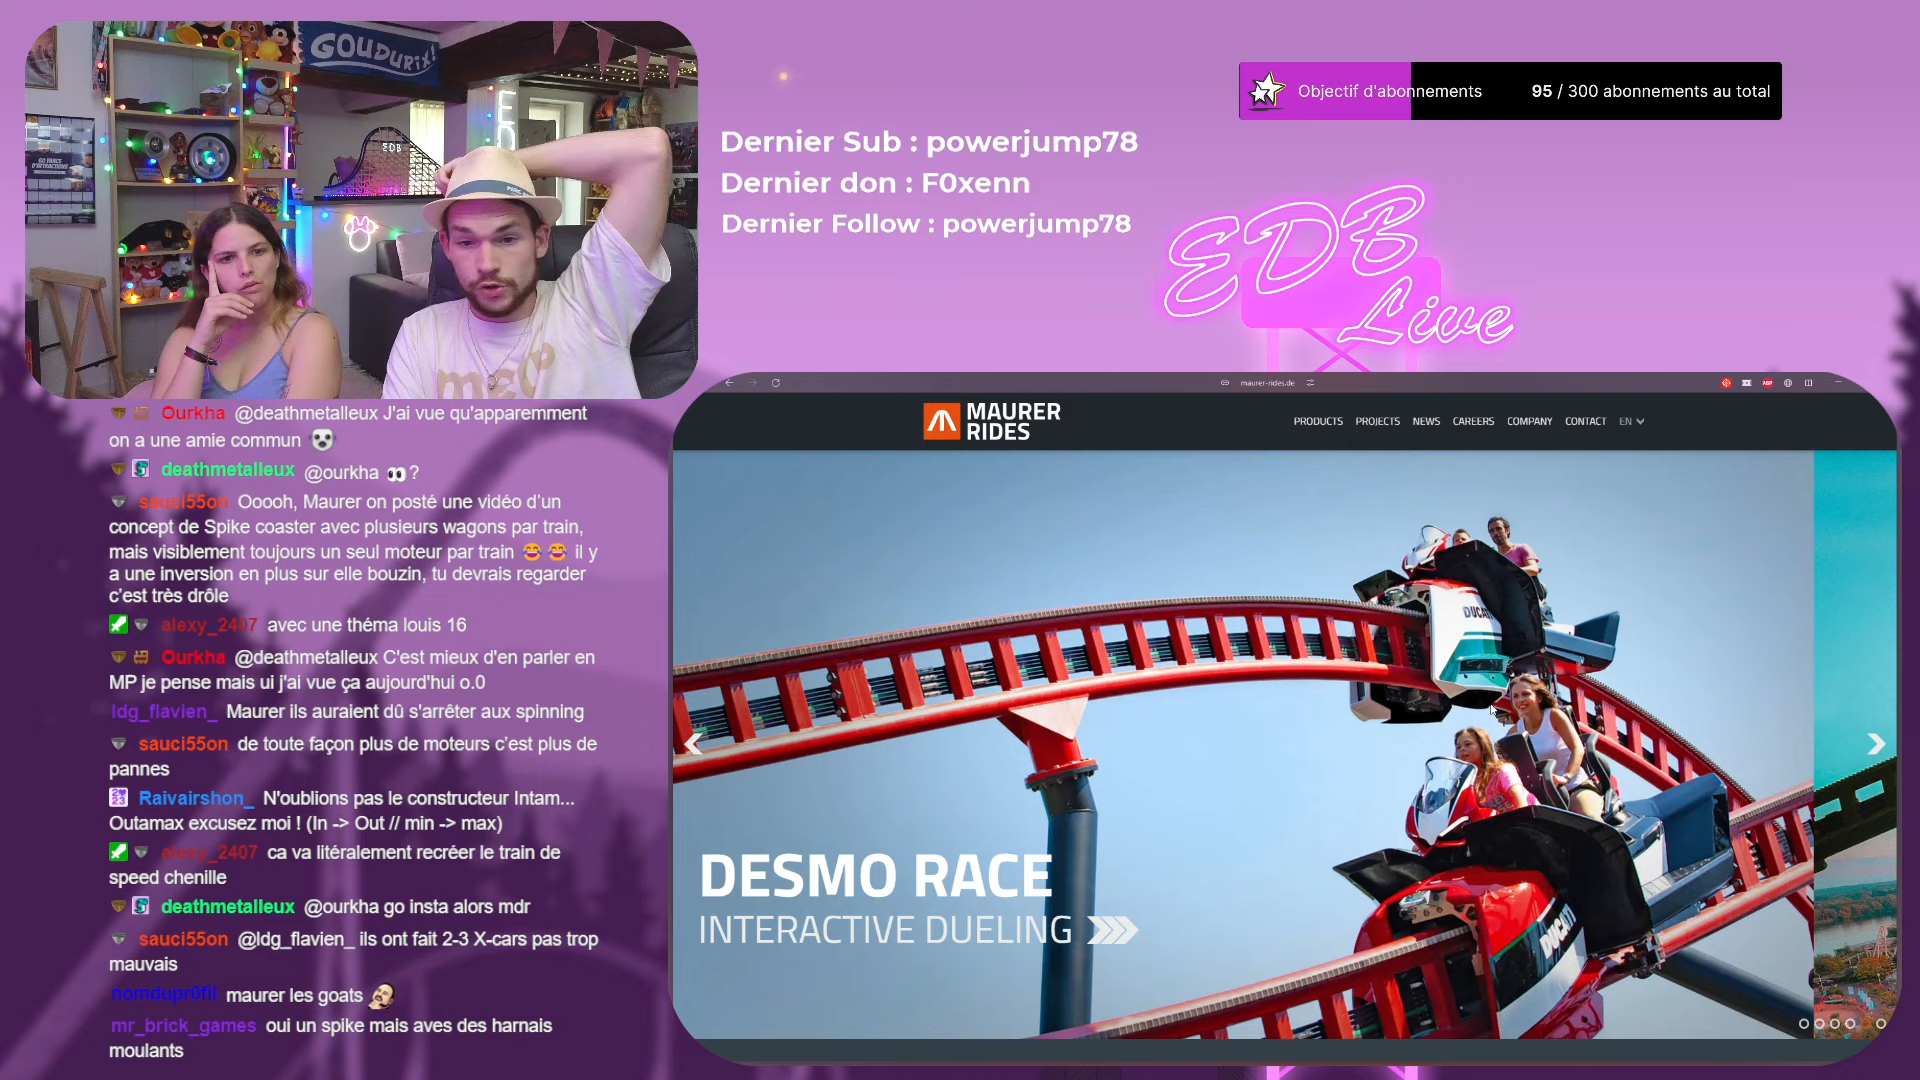 GOUDURIX!
EDB
Dernier Sub : powerjump78
Dernier don : F0xenn
Dernier Follow : powerjump78
Objectif d'abonnements
95 / 300 abonnements au total
EDB
Live
Ourkha @deathmetalleux J'ai vue qu'apparemment
on a une amie commun
deathmetalleux @ourkha 👀?
sauci55on Ooooh, Maurer on posté une vidéo d'un
concept de Spike coaster avec plusieurs wagons par train,
mais visiblement toujours un seul moteur par train 😂 😂 il y
a une inversion en plus sur elle bouzin, tu devrais regarder
c'est très drôle
alexy_2407 avec une théma louis 16
Ourkha @deathmetalleux C'est mieux d'en parler en
MP je pense mais ui j'ai vue ça aujourd'hui o.0
ldg_flavien_ Maurer ils auraient dû s'arrêter aux spinning
sauci55on de toute façon plus de moteurs c'est plus de
pannes
Raivairshon_ N'oublions pas le constructeur Intam...
Outamax excusez moi ! (In -> Out // min -> max)
alexy_2407 ca va litéralement recréer le train de
speed chenille
deathmetalleux @ourkha go insta alors mdr
sauci55on @ldg_flavien_ ils ont fait 2-3 X-cars pas trop
mauvais
nomdupr0fil maurer les goats
mr_brick_games oui un spike mais aves des harnais
moulants
maurer-rides.de
MAURER
RIDES
PRODUCTS PROJECTS NEWS CAREERS COMPANY CONTACT EN
DUCATI
DUCATI
DESMO RACE
INTERACTIVE DUELING